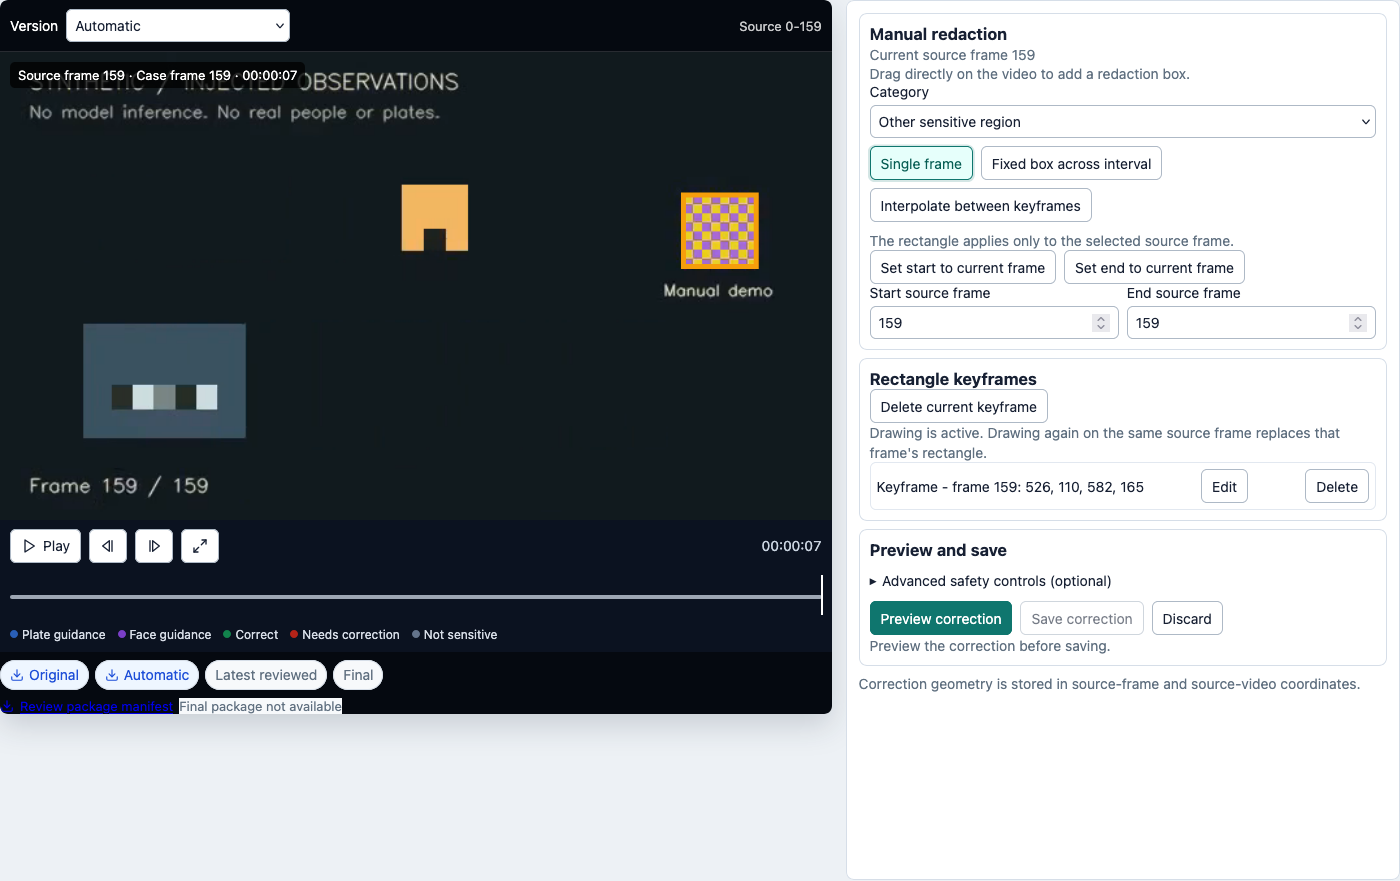 Version Automatic Source 0-159
Source frame 159 · Case frame 159 · 00:00:07
SYNTHETIC / INJECTED OBSERVATIONS
No model inference. No real people or plates.
Manual demo
Frame 159 / 159
Play 00:00:07
Plate guidance Face guidance Correct Needs correction Not sensitive
Original Automatic Latest reviewed Final
Review package manifest Final package not available
Manual redaction
Current source frame 159
Drag directly on the video to add a redaction box.
Category
Other sensitive region
Single frame Fixed box across interval
Interpolate between keyframes
The rectangle applies only to the selected source frame.
Set start to current frame Set end to current frame
Start source frame End source frame
159 159
Rectangle keyframes
Delete current keyframe
Drawing is active. Drawing again on the same source frame replaces that
frame's rectangle.
Keyframe - frame 159: 526, 110, 582, 165 Edit Delete
Preview and save
Advanced safety controls (optional)
Preview correction Save correction Discard
Preview the correction before saving.
Correction geometry is stored in source-frame and source-video coordinates.